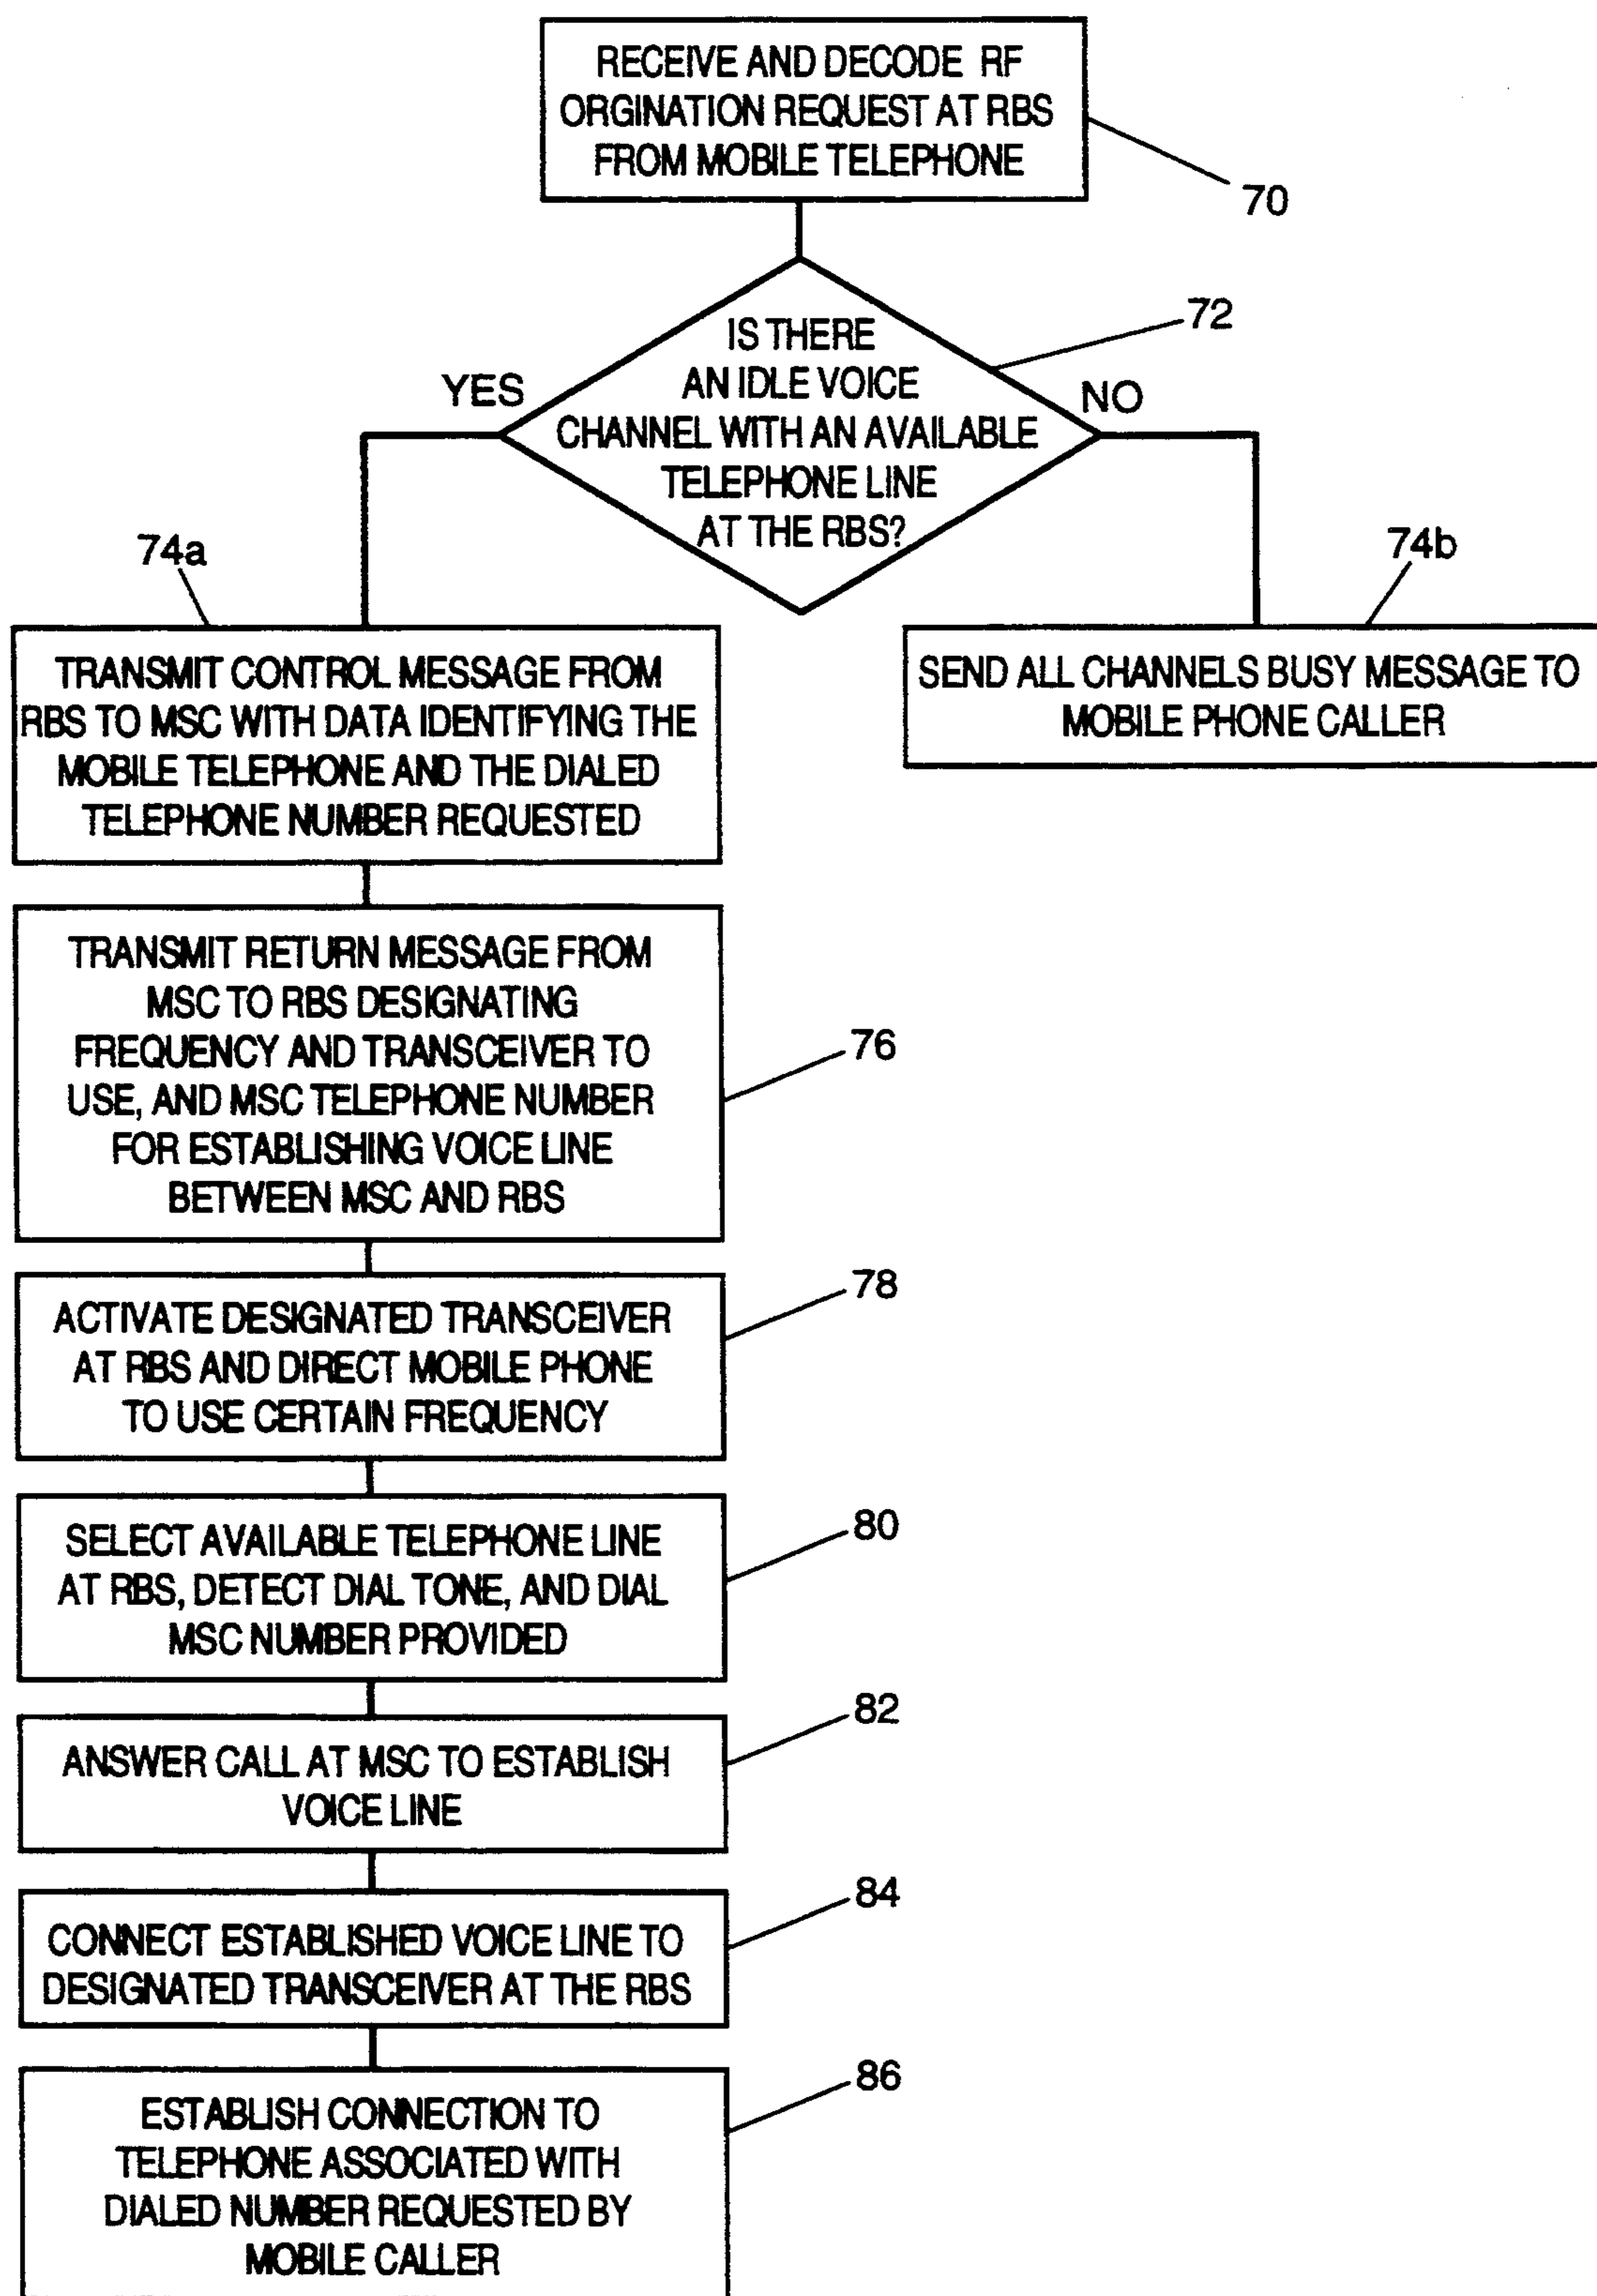 RECEIVE AND DECODE RF
ORGINATION REQUEST AT RBS
FROM MOBILE TELEPHONE
70
IS THERE
AN IDLE VOICE
CHANNEL WITH AN AVAILABLE
TELEPHONE LINE
AT THE RBS?
72
YES
NO
74a
74b
TRANSMIT CONTROL MESSAGE FROM
RBS TO MSC WITH DATA IDENTIFYING THE
MOBILE TELEPHONE AND THE DIALED
TELEPHONE NUMBER REQUESTED
SEND ALL CHANNELS BUSY MESSAGE TO
MOBILE PHONE CALLER
TRANSMIT RETURN MESSAGE FROM
MSC TO RBS DESIGNATING
FREQUENCY AND TRANSCEIVER TO
USE, AND MSC TELEPHONE NUMBER
FOR ESTABLISHING VOICE LINE
BETWEEN MSC AND RBS
76
ACTIVATE DESIGNATED TRANSCEIVER
AT RBS AND DIRECT MOBILE PHONE
TO USE CERTAIN FREQUENCY
78
SELECT AVAILABLE TELEPHONE LINE
AT RBS, DETECT DIAL TONE, AND DIAL
MSC NUMBER PROVIDED
80
ANSWER CALL AT MSC TO ESTABLISH
VOICE LINE
82
CONNECT ESTABLISHED VOICE LINE TO
DESIGNATED TRANSCEIVER AT THE RBS
84
ESTABLISH CONNECTION TO
TELEPHONE ASSOCIATED WITH
DIALED NUMBER REQUESTED BY
MOBILE CALLER
86